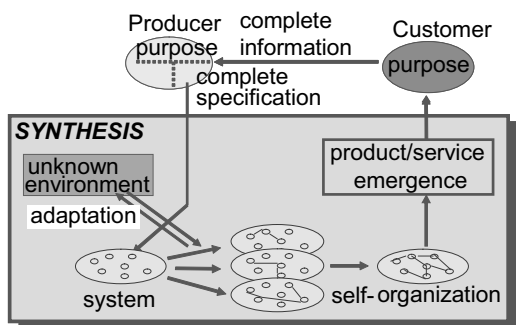 Producer
purpose
complete
information
Customer
purpose
complete
specification
SYNTHESIS
unknown
environment
adaptation
product/service
emergence
system
self-organization